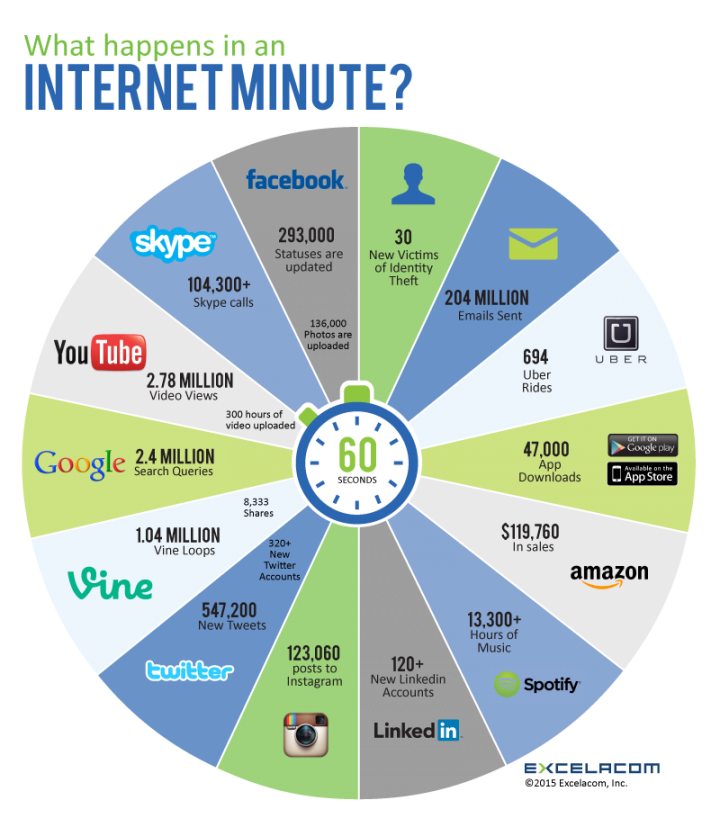 What happens in an
INTERNET MINUTE?
facebook
293,000
Statuses are
updated
136,000
Photos are
uploaded
30
New Victims
of Identity
Theft
204 MILLION
Emails Sent
UBER
694
Uber
Rides
47,000
App
Downloads
GET IT ON
Google play
Available on the
App Store
$119,760
In sales
amazon
13,300+
Hours of
Music
Spotify
120+
New Linkedin
Accounts
Linked in
123,060
posts to
Instagram
320+
New
Twitter
Accounts
547,200
New Tweets
twitter
8,333
Shares
1.04 MILLION
Vine Loops
Vine
Google
2.4 MILLION
Search Queries
You Tube
2.78 MILLION
Video Views
300 hours of
video uploaded
skype
104,300+
Skype calls
60
SECONDS
EXCELACOM
©2015 Excelacom, Inc.